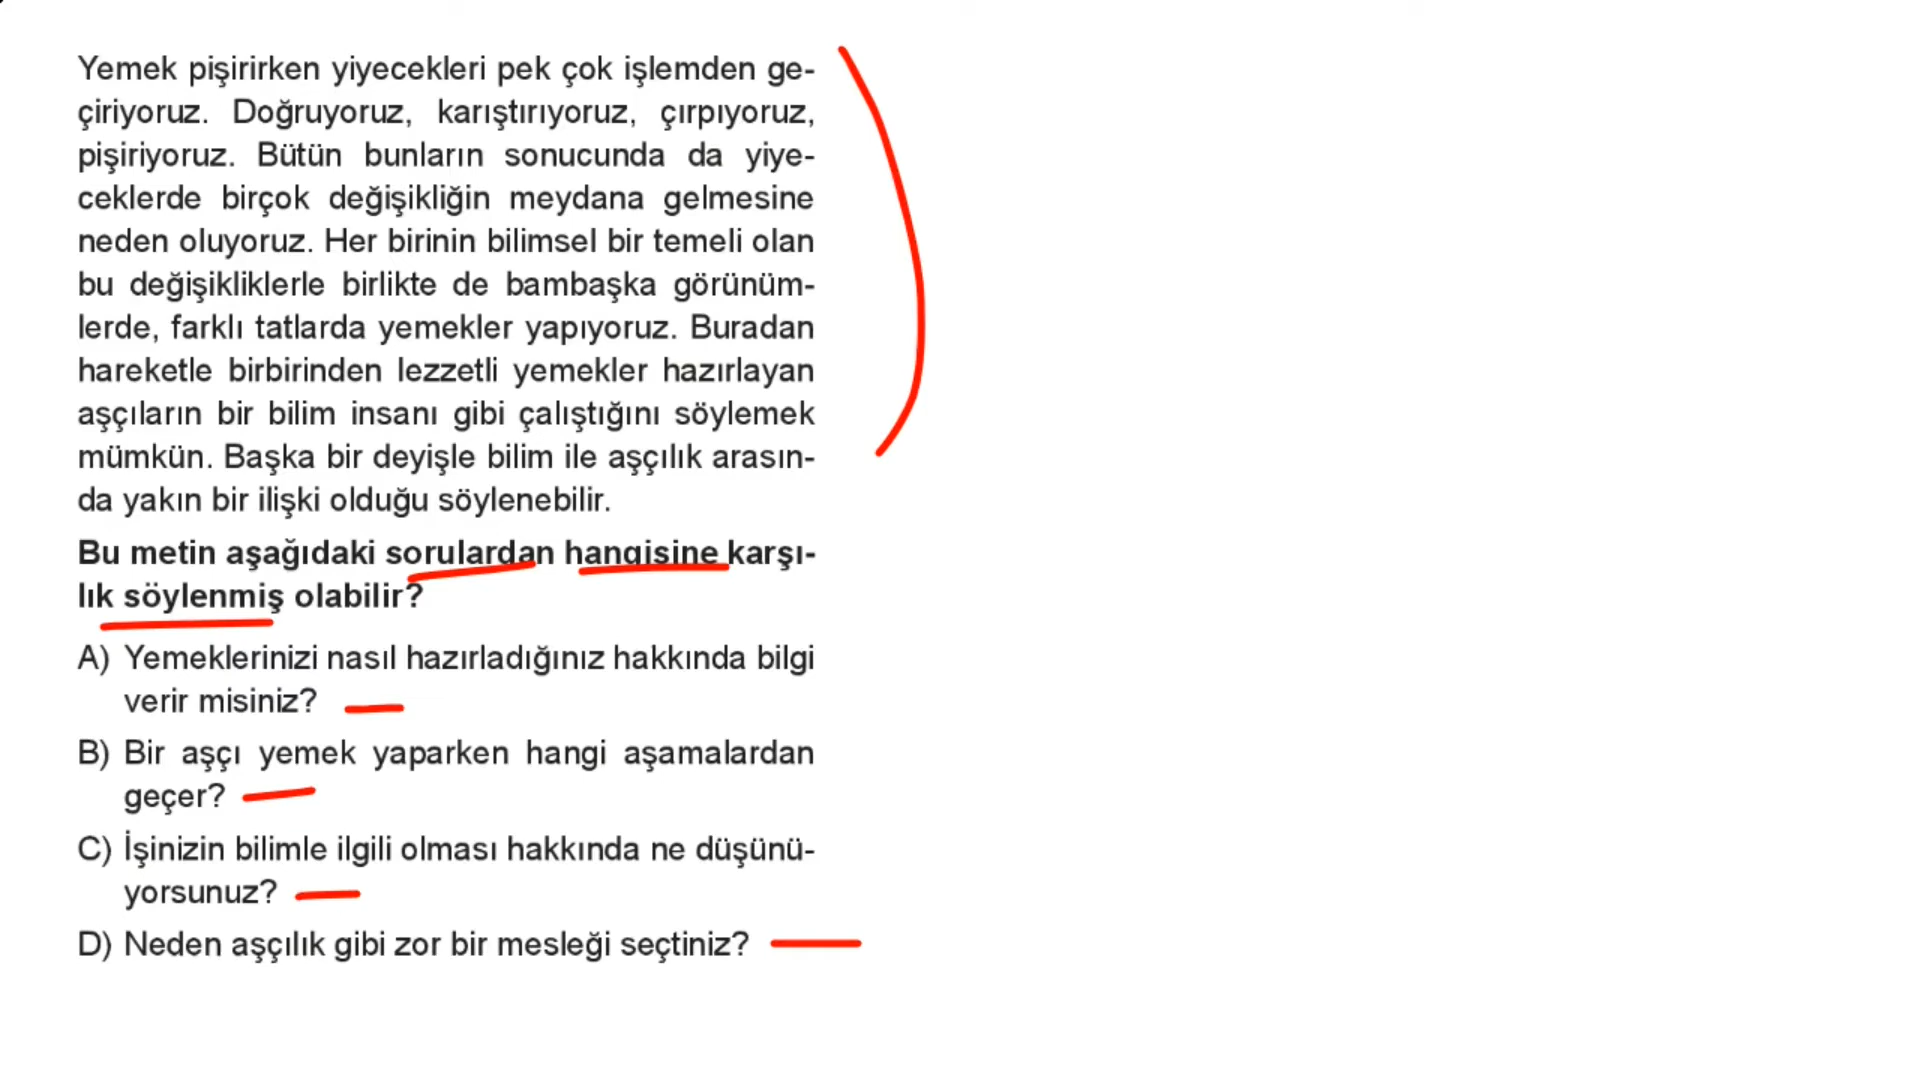 Yemek pişirirken yiyecekleri pek çok işlemden ge-
çiriyoruz. Doğruyoruz, karıştırıyoruz, çırpıyoruz,
pişiriyoruz. Bütün bunların sonucunda da yiye-
ceklerde birçok değişikliğin meydana gelmesine
neden oluyoruz. Her birinin bilimsel bir temeli olan
bu değişikliklerle birlikte de bambaşka görünüm-
lerde, farklı tatlarda yemekler yapıyoruz. Buradan
hareketle birbirinden lezzetli yemekler hazırlayan
aşçıların bir bilim insanı gibi çalıştığını söylemek
mümkün. Başka bir deyişle bilim ile aşçılık arasın-
da yakın bir ilişki olduğu söylenebilir.
Bu metin aşağıdaki sorulardan hangisine karşı-
lık söylenmiş olabilir?
A) Yemeklerinizi nasıl hazırladığınız hakkında bilgi
verir misiniz?
B) Bir aşçı yemek yaparken hangi aşamalardan
geçer?
C) İşinizin bilimle ilgili olması hakkında ne düşünü-
yorsunuz?
D) Neden aşçılık gibi zor bir mesleği seçtiniz?